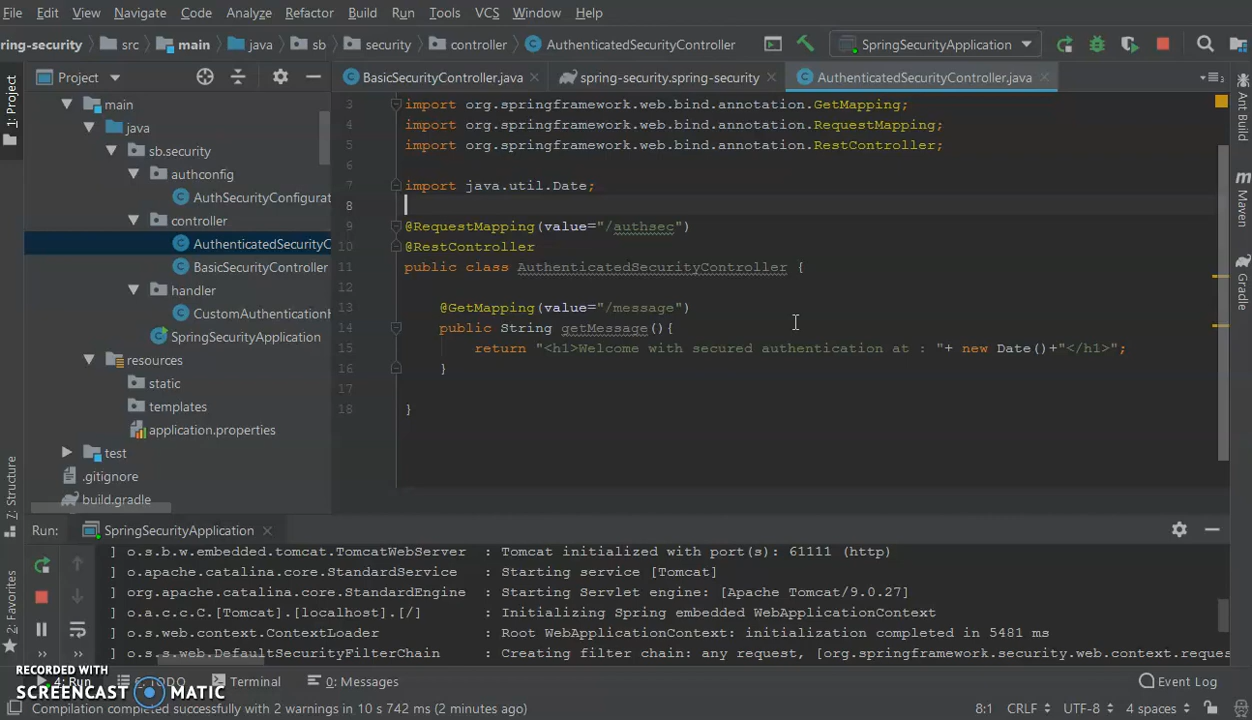 File Edit View Navigate Code Analyze Refactor Build Run Tools VCS Window Help
ring-security src main java sb security controller AuthenticatedSecurityController SpringSecurityApplication
1: Project
Project
BasicSecurityController.java spring-security.spring-security AuthenticatedSecurityController.java
main
java
sb.security
authconfig
AuthSecurityConfigurat
controller
AuthenticatedSecurityC
BasicSecurityController
handler
CustomAuthentication
SpringSecurityApplication
resources
static
templates
application.properties
test
.gitignore
build.gradle
3 import org.springframework.web.bind.annotation.GetMapping;
4 import org.springframework.web.bind.annotation.RequestMapping;
5 import org.springframework.web.bind.annotation.RestController;
6
7 import java.util.Date;
8
9 @RequestMapping(value="/authsec")
10 @RestController
11 public class AuthenticatedSecurityController {
12
13 @GetMapping(value="/message")
14 public String getMessage(){
15 return "<h1>Welcome with secured authentication at : "+ new Date()+"</h1>";
16 }
17
18 }
Ant Build
Maven
Gradle
Z: Structure
2: Favorites
Run: SpringSecurityApplication
] o.s.b.w.embedded.tomcat.TomcatWebServer : Tomcat initialized with port(s): 61111 (http)
] o.apache.catalina.core.StandardService : Starting service [Tomcat]
] org.apache.catalina.core.StandardEngine : Starting Servlet engine: [Apache Tomcat/9.0.27]
] o.a.c.c.C.[Tomcat].[localhost].[/] : Initializing Spring embedded WebApplicationContext
] o.s.web.context.ContextLoader : Root WebApplicationContext: initialization completed in 5481 ms
] o.s.s.web.DefaultSecurityFilterChain : Creating filter chain: any request, [org.springframework.security.web.context.reques
RECORDED WITH
SCREENCAST MATIC
4: Run 6: TODO Terminal 0: Messages Event Log
Compilation completed successfully with 2 warnings in 10 s 742 ms (2 minutes ago) 8:1 CRLF UTF-8 4 spaces